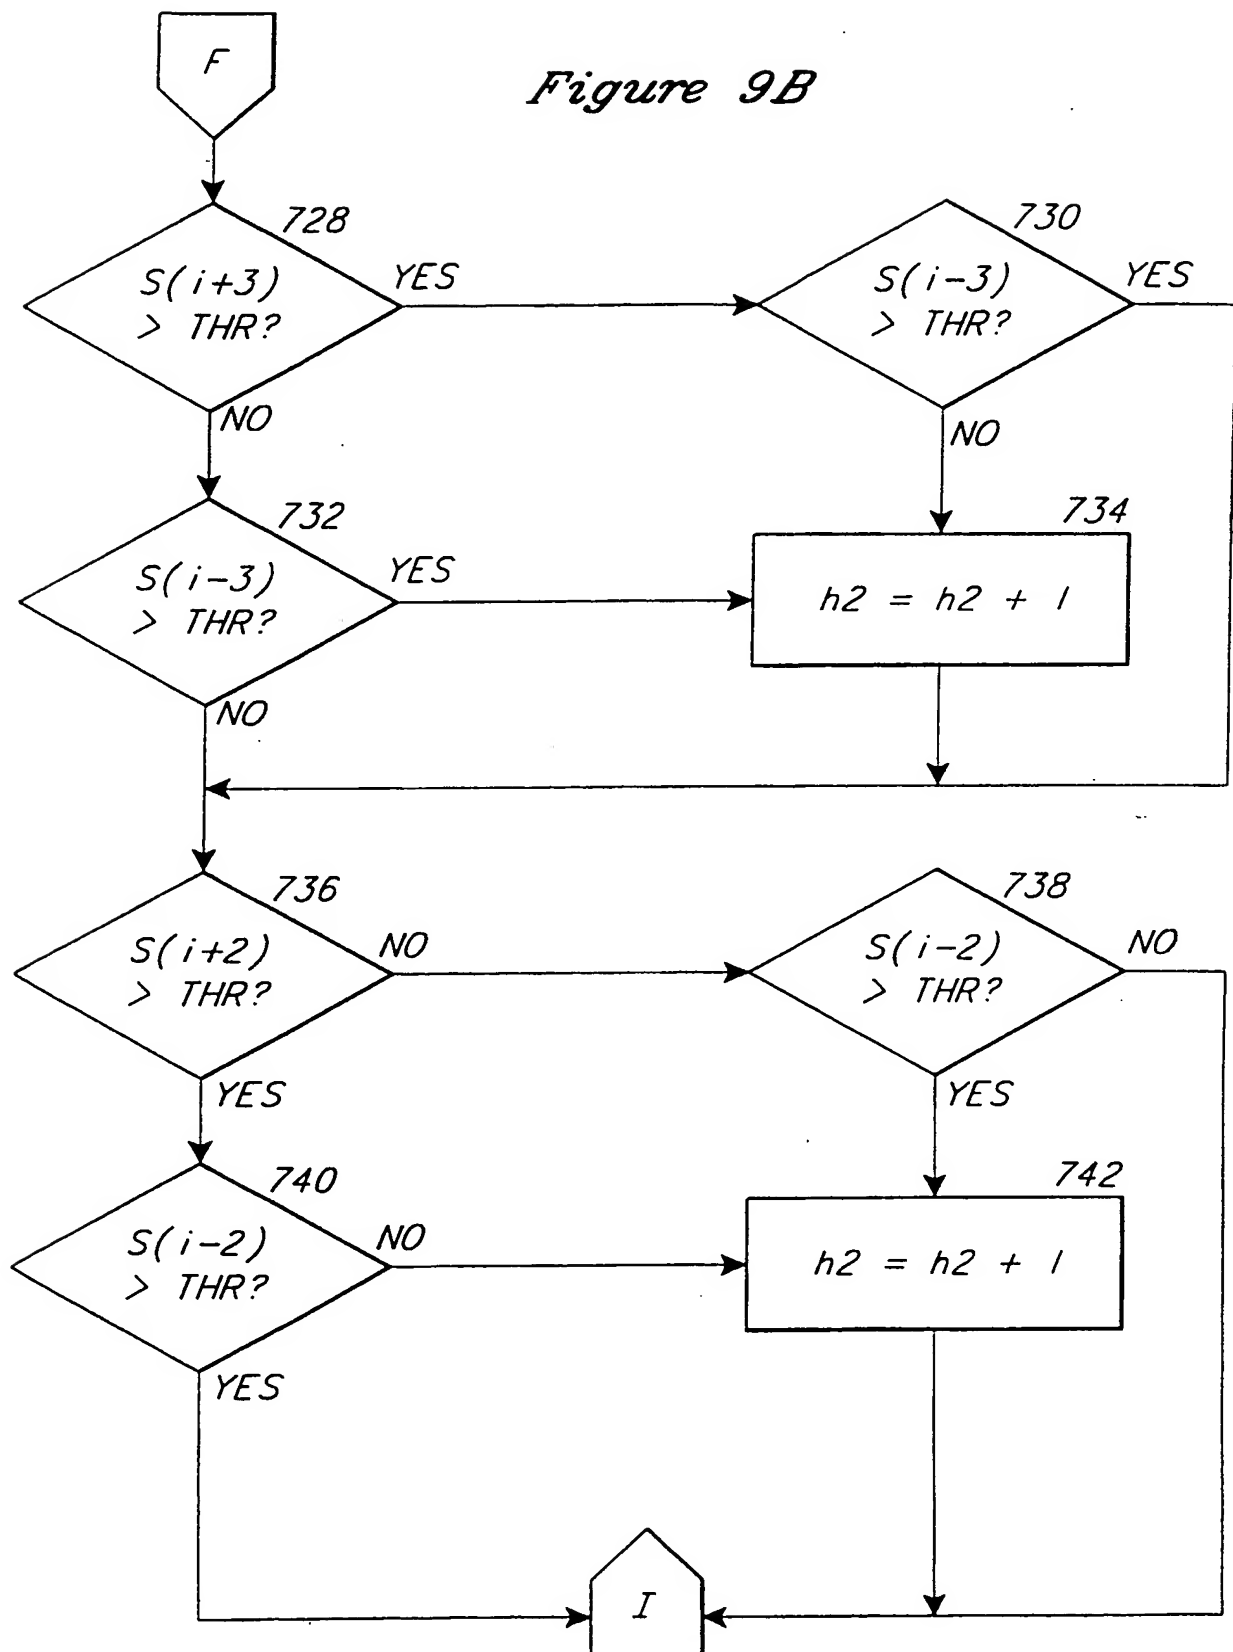 F
Figure 9B
728
S(i+3)
> THR?
YES
NO
730
S(i-3)
> THR?
YES
NO
732
S(i-3)
> THR?
YES
NO
734
h2 = h2 + 1
736
S(i+2)
> THR?
NO
YES
738
S(i-2)
> THR?
NO
YES
740
S(i-2)
> THR?
NO
YES
742
h2 = h2 + 1
I